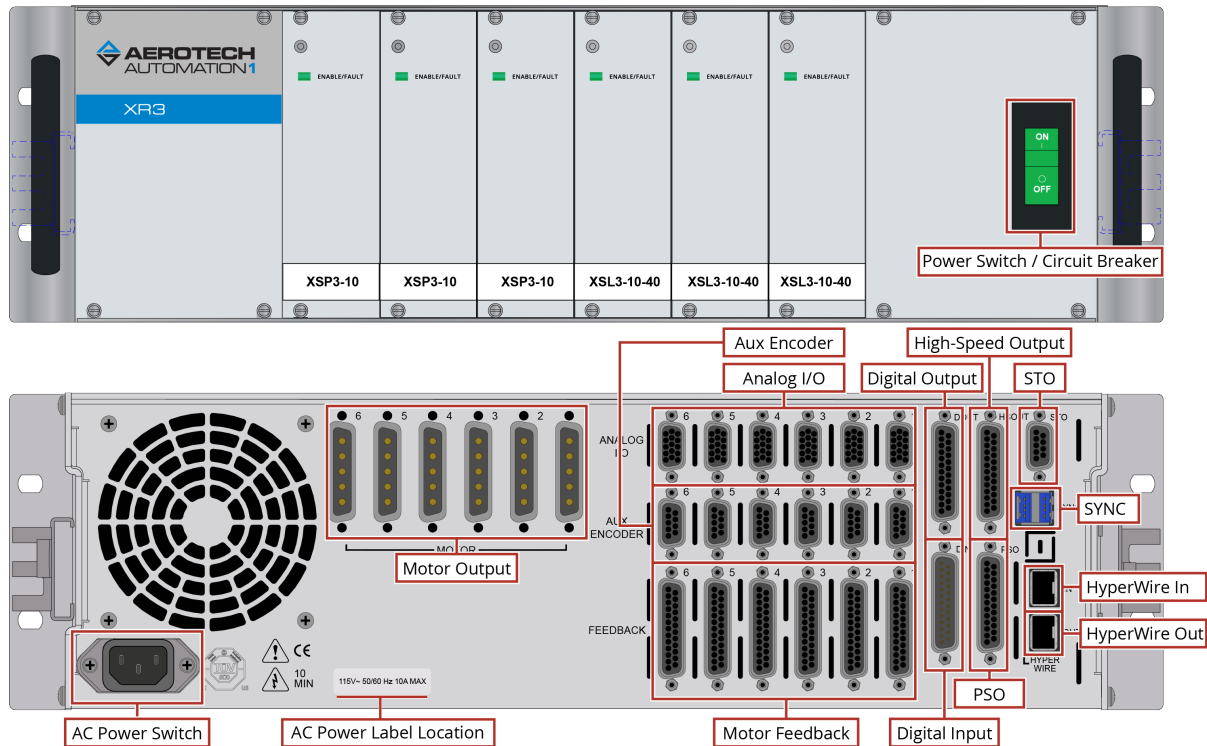 AEROTECH
AUTOMATION1
XR3
ENABLE/FAULT
ENABLE/FAULT
ENABLE/FAULT
ENABLE/FAULT
ENABLE/FAULT
ENABLE/FAULT
ON
OFF
Power Switch / Circuit Breaker
XSP3-10
XSP3-10
XSP3-10
XSL3-10-40
XSL3-10-40
XSL3-10-40
Aux Encoder
High-Speed Output
Analog I/O
Digital Output
STO
6 5 4 3 2
6 5 4 3 2
HSOUT
STO
ANALOG
I/O
6 5 4 3 2
AUX
ENCODER
SYNC
MOTOR
Motor Output
6 5 4 3 2
PSO
HyperWire In
FEEDBACK
HyperWire Out
HYPER
WIRE
CE
10
MIN
115V~ 50/60 Hz 10A MAX
PSO
AC Power Switch
AC Power Label Location
Motor Feedback
Digital Input